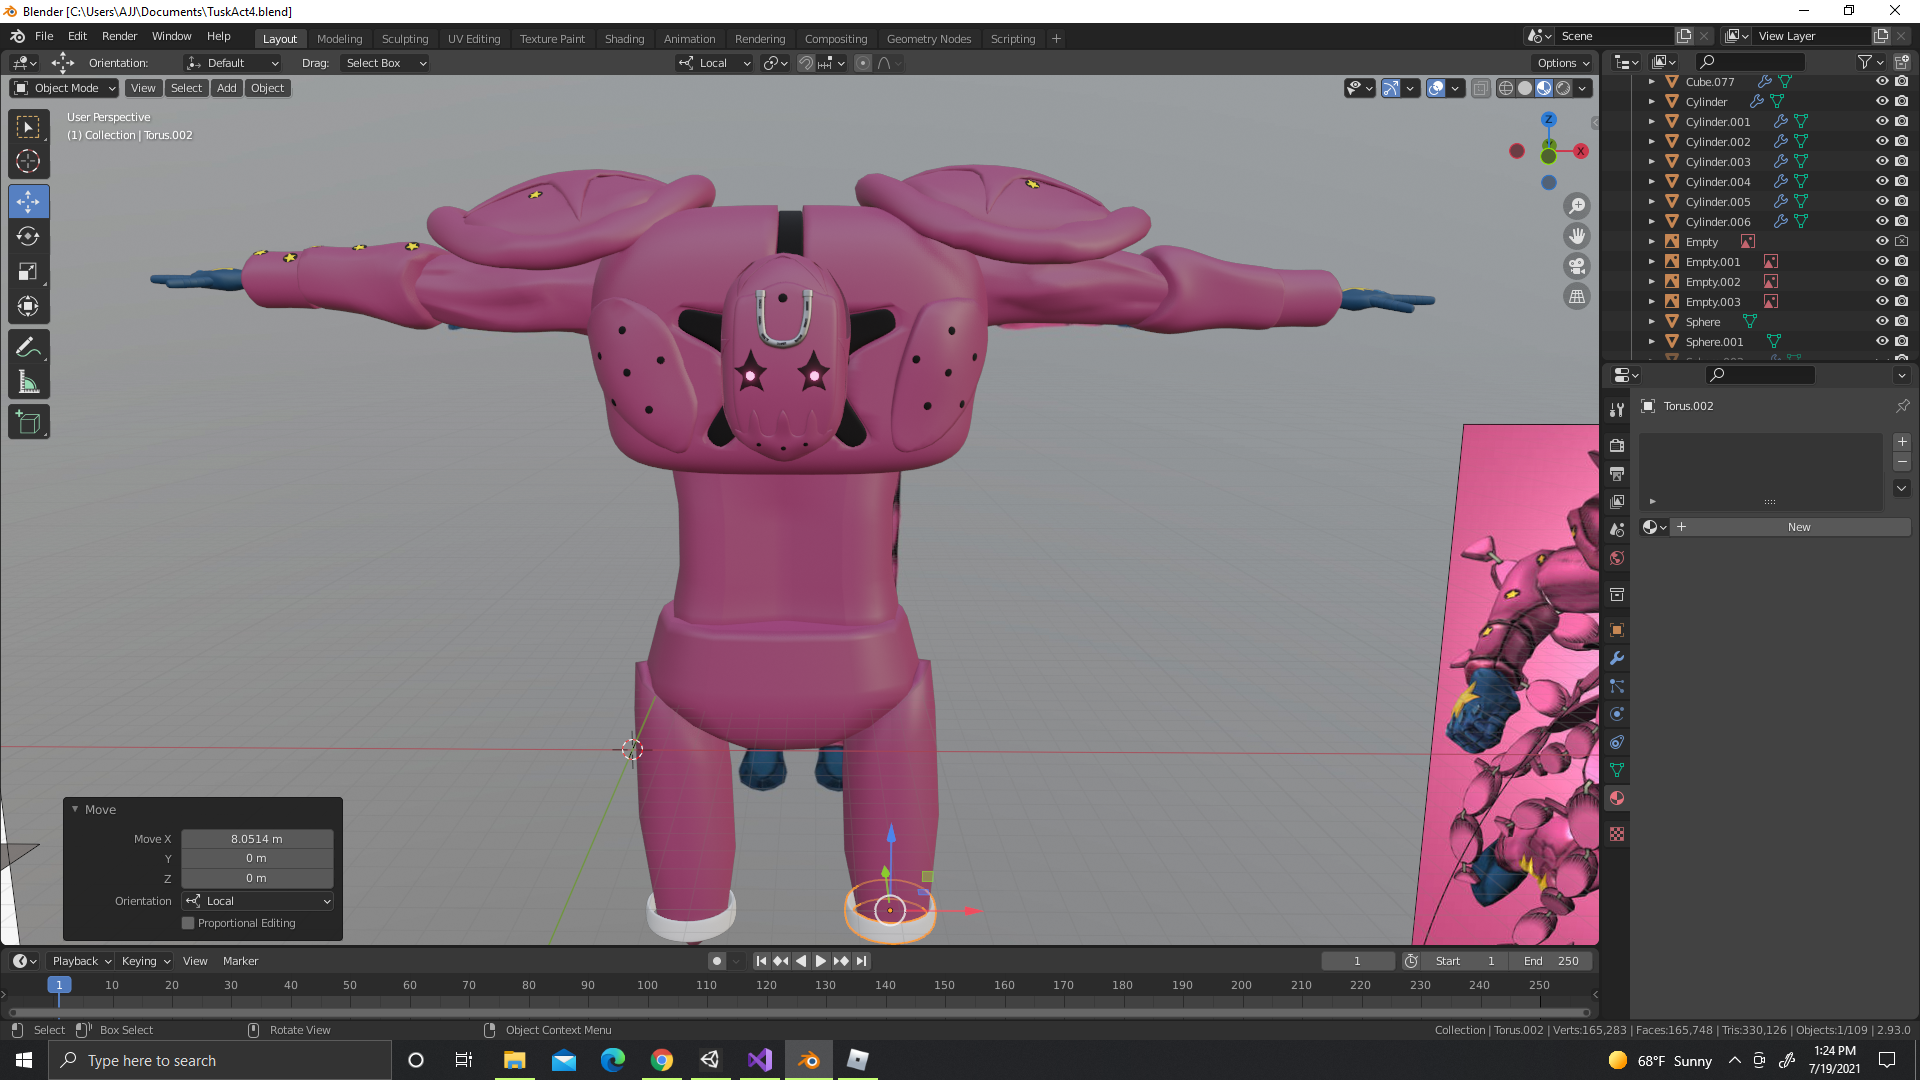 Blender [C:\Users\AJJ\Documents\TuskAct4.blend]
File Edit Render Window Help Layout Modeling Sculpting UV Editing Texture Paint Shading Animation Rendering Compositing Geometry Nodes Scripting + Scene View Layer
Orientation: Default Drag: Select Box Local Options
Object Mode View Select Add Object
User Perspective
(1) Collection | Torus.002
Z
X
Cube.077
Cylinder
Cylinder.001
Cylinder.002
Cylinder.003
Cylinder.004
Cylinder.005
Cylinder.006
Empty
Empty.001
Empty.002
Empty.003
Sphere
Sphere.001
Torus.002
New
Move
Move X 8.0514 m
Y 0 m
Z 0 m
Orientation Local
Proportional Editing
Playback Keying View Marker 1 Start 1 End 250
1 10 20 30 40 50 60 70 80 90 100 110 120 130 140 150 160 170 180 190 200 210 220 230 240 250
Select Box Select Rotate View Object Context Menu Collection | Torus.002 | Verts:165,283 | Faces:165,748 | Tris:330,126 | Objects:1/109 | 2.93.0
Type here to search 68°F Sunny 1:24 PM
7/19/2021